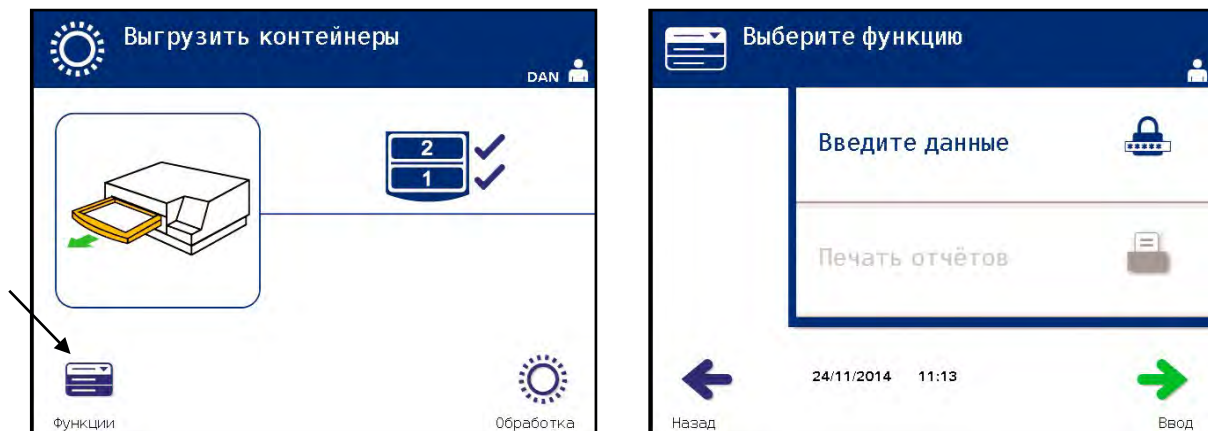 Выгрузить контейнеры
DAN
2
1
Функции
Обработка
Выберите функцию
Введите данные
*****
Печать отчётов
24/11/2014 11:13
Назад
Ввод